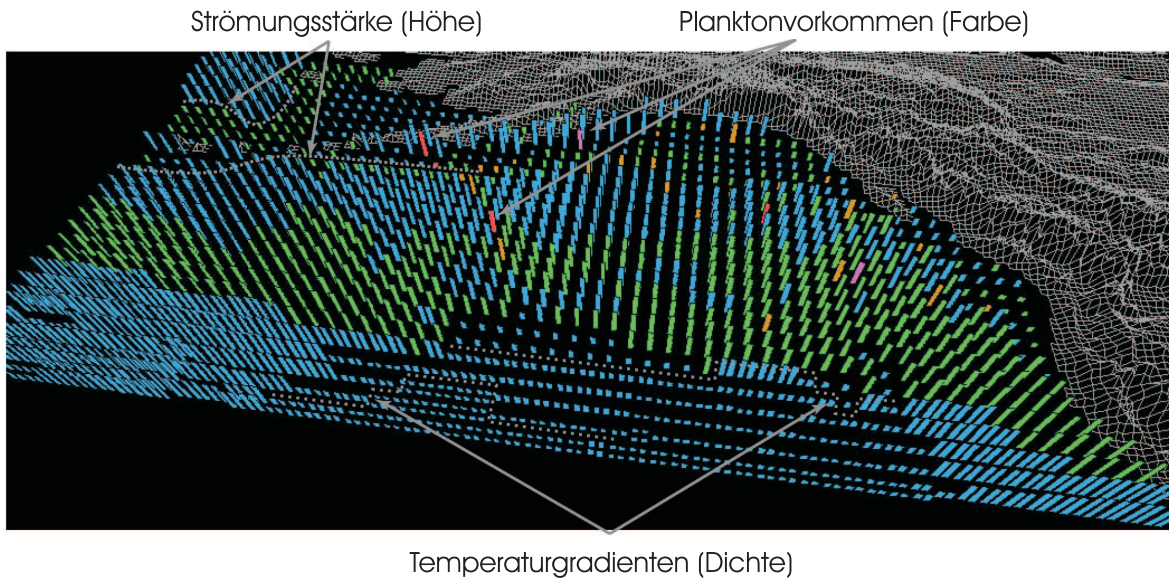 Strömungsstärke (Höhe)
Planktonvorkommen (Farbe)
Temperaturgradienten (Dichte)